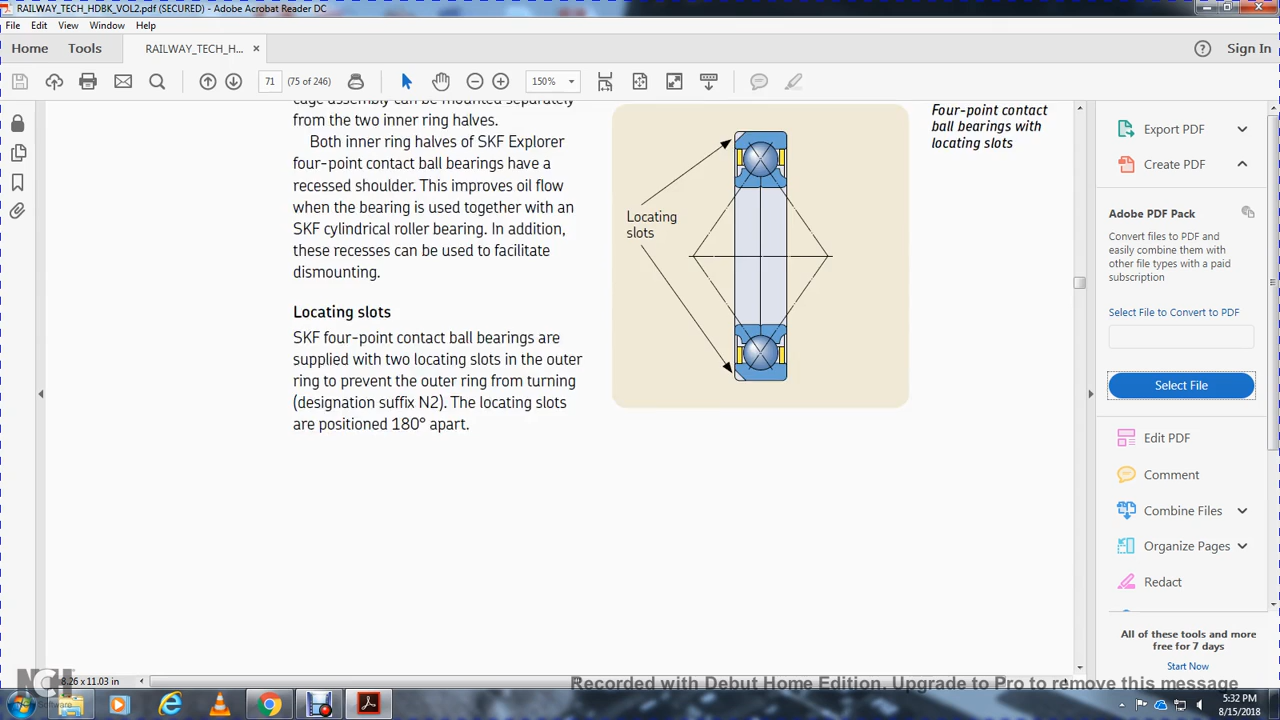 RAILWAY_TECH_HDBK_VOL2.pdf (SECURED) - Adobe Acrobat Reader DC
File Edit View Window Help
Home Tools RAILWAY_TECH_H... × Sign In
71 (75 of 246) 150%
cage assembly can be mounted separately
from the two inner ring halves.
Both inner ring halves of SKF Explorer
four-point contact ball bearings have a
recessed shoulder. This improves oil flow
when the bearing is used together with an
SKF cylindrical roller bearing. In addition,
these recesses can be used to facilitate
dismounting.
Locating slots
SKF four-point contact ball bearings are
supplied with two locating slots in the outer
ring to prevent the outer ring from turning
(designation suffix N2). The locating slots
are positioned 180° apart.
Locating
slots
Four-point contact
ball bearings with
locating slots
Export PDF
Create PDF
Adobe PDF Pack
Convert files to PDF and
easily combine them with
other file types with a paid
subscription
Select File to Convert to PDF
Select File
Edit PDF
Comment
Combine Files
Organize Pages
Redact
All of these tools and more
free for 7 days
Start Now
8.26 x 11.03 in
NCH
Software
Recorded with Debut Home Edition. Upgrade to Pro to remove this message
5:32 PM
8/15/2018